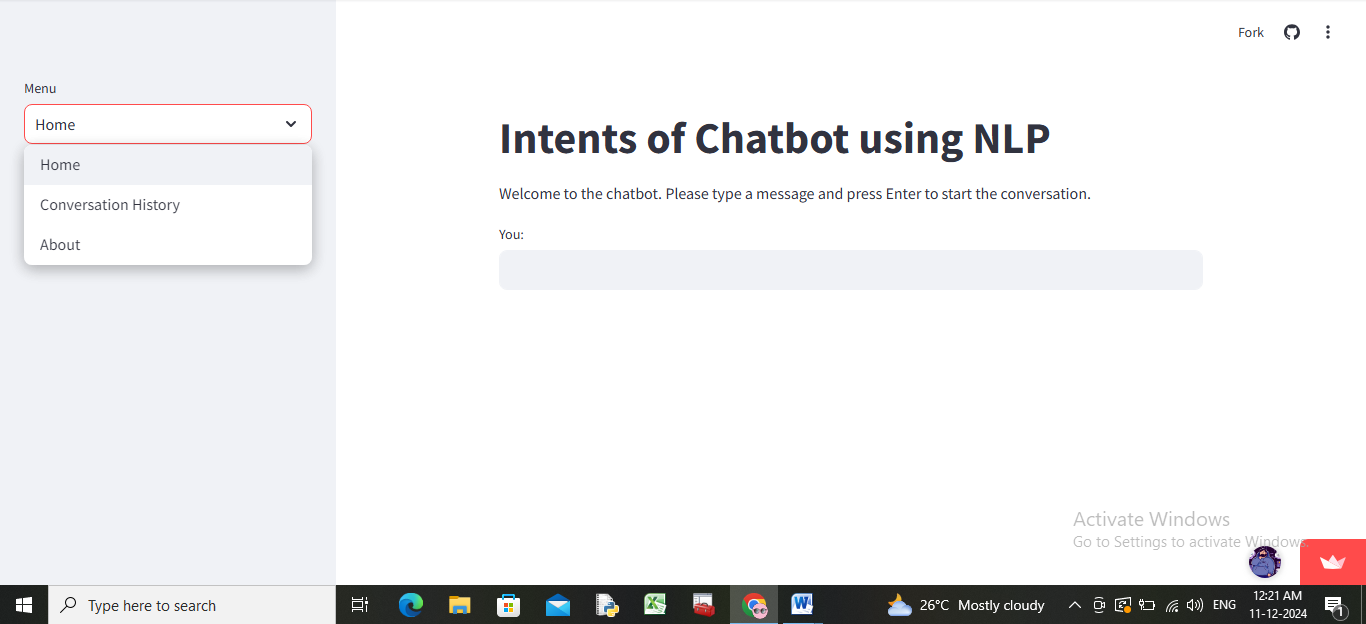 Fork
Menu
Home
Home
Conversation History
About
Intents of Chatbot using NLP
Welcome to the chatbot. Please type a message and press Enter to start the conversation.
You:
Activate Windows
Go to Settings to activate Windows.
Type here to search
26°C Mostly cloudy
ENG
12:21 AM
11-12-2024
1